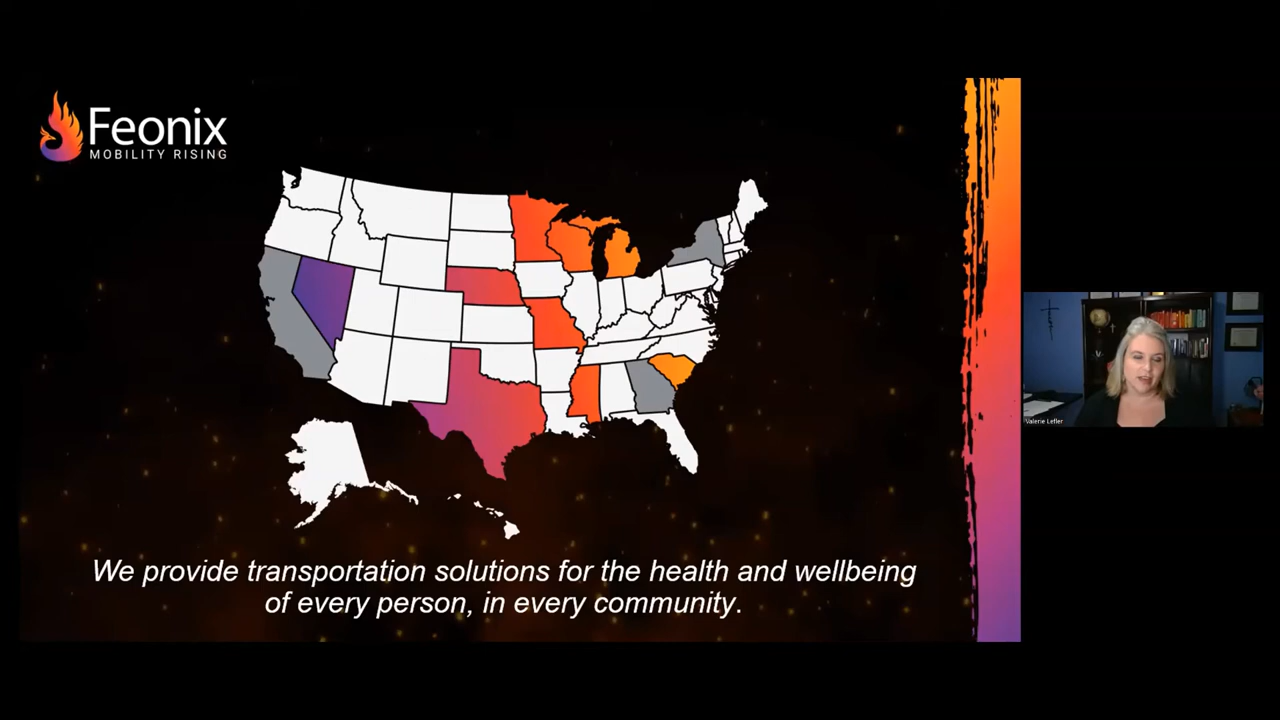 Feonix
MOBILITY RISING
We provide transportation solutions for the health and wellbeing
of every person, in every community.
Valerie Lefler